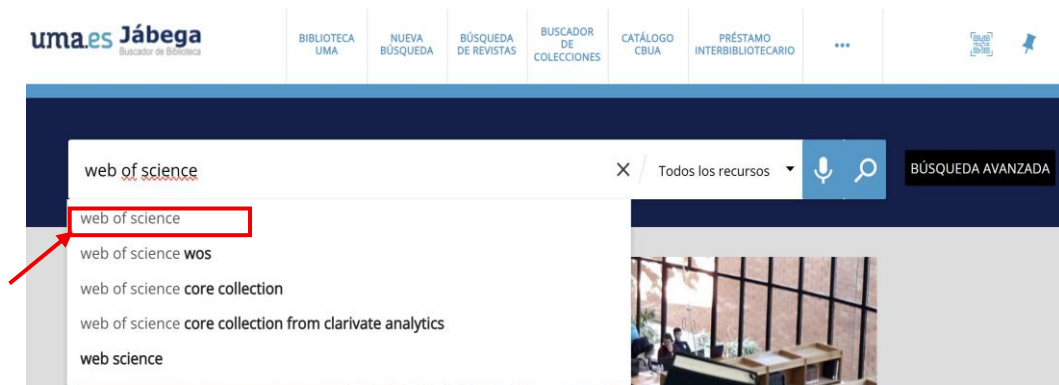 uma.es Jábega
Buscador de Biblioteca
BIBLIOTECA
UMA
NUEVA
BÚSQUEDA
BÚSQUEDA
DE REVISTAS
BUSCADOR
DE
COLECCIONES
CATÁLOGO
CBUA
PRÉSTAMO
INTERBIBLIOTECARIO
...
web of science
Todos los recursos
BÚSQUEDA AVANZADA
web of science
web of science wos
web of science core collection
web of science core collection from clarivate analytics
web science